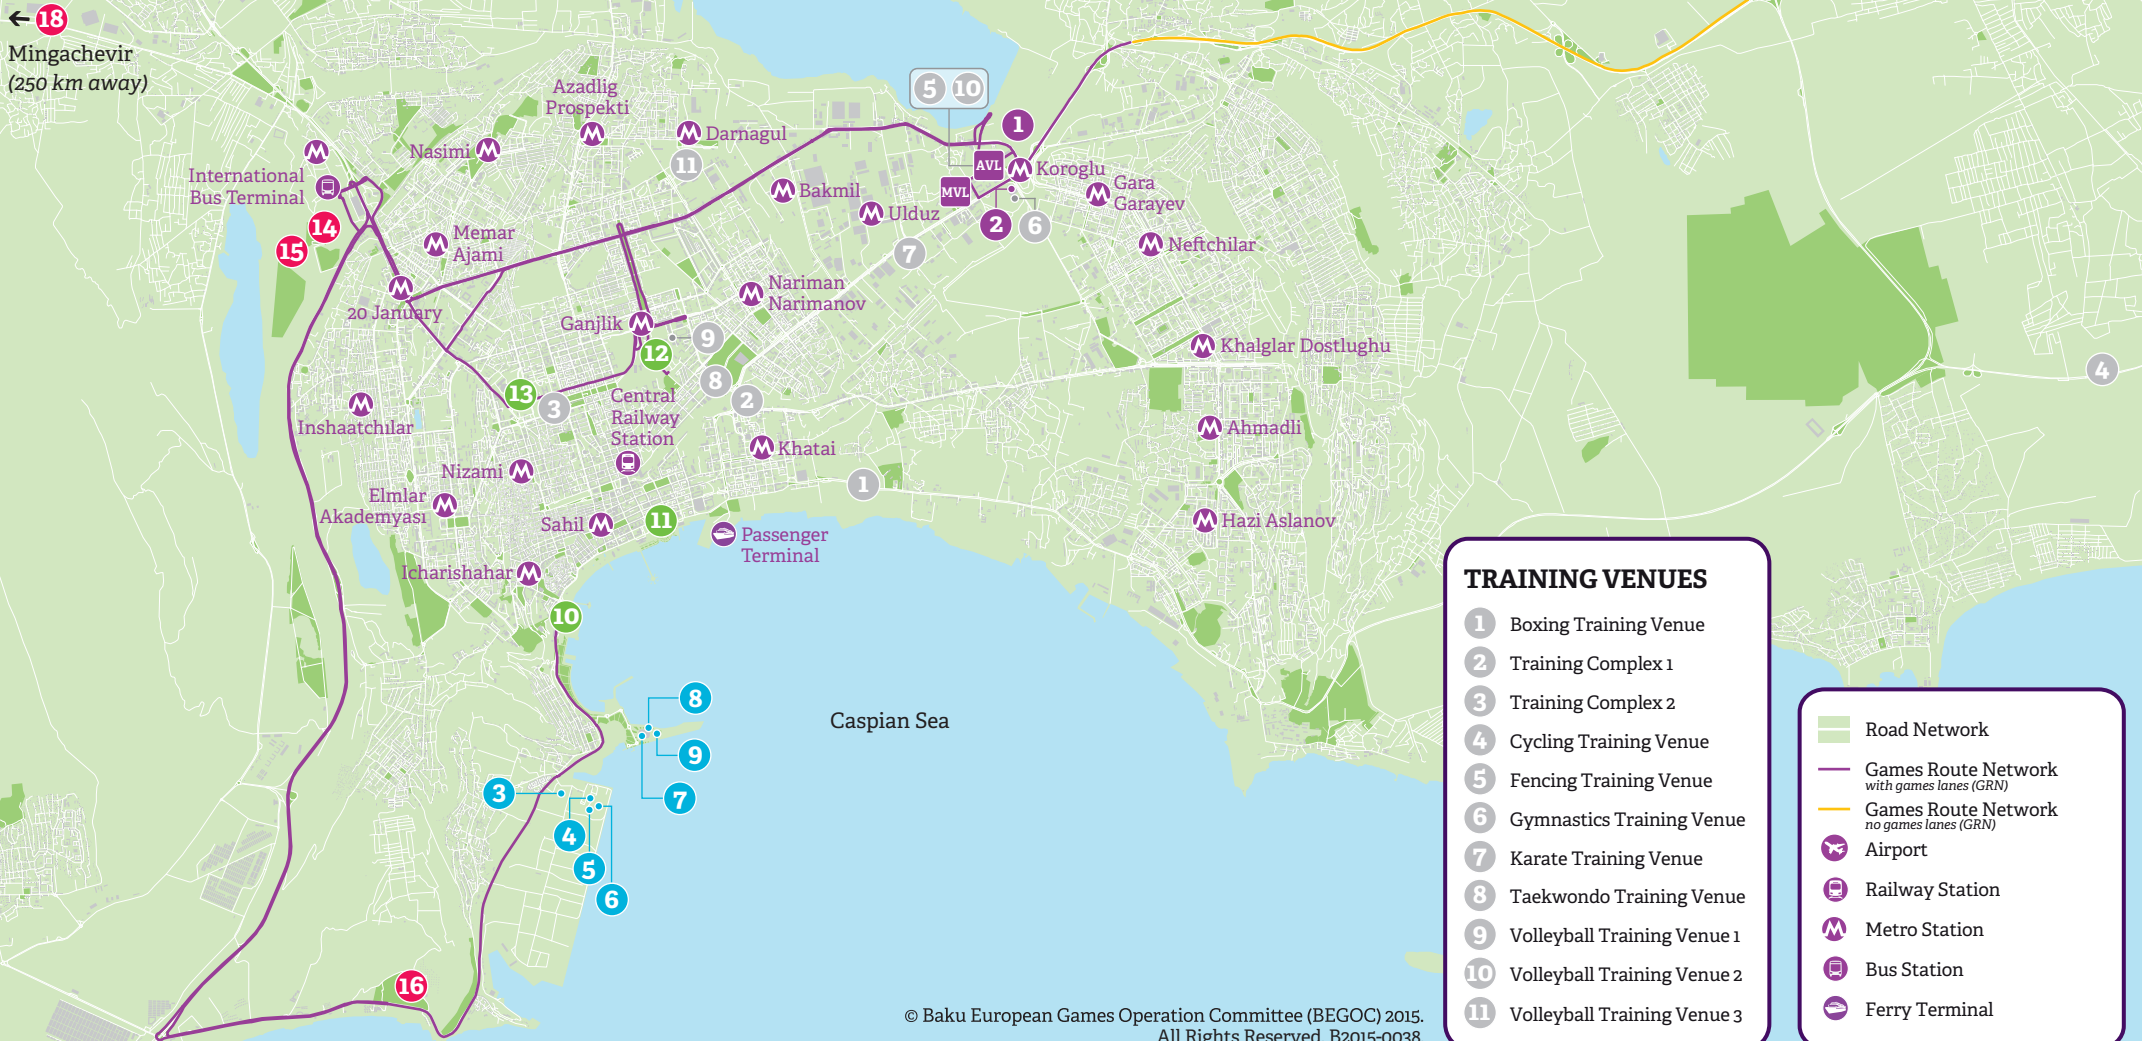 18
Mingachevir
(250 km away)
Azadlig
Prospekti
5 10
1
Nasimi
Darnagul
11
International
Bus Terminal
AVL
Koroglu
MVL
Bakmil
Gara
Garayev
Ulduz
2
6
14
15
Memar
Ajami
7
Neftchilar
20 January
Nariman
Narimanov
Ganjlik
9
12
Khalglar Dostlughu
4
8
13
3
2
Central
Railway
Station
Inshaatchılar
Ahmadli
Khatai
Nizami
1
Elmlar
Akademyası
Sahil
11
Passenger
Terminal
Hazi Aslanov
Icharishahar
10
8
Caspian Sea
9
3
7
4
5
6
16
© Baku European Games Operation Committee (BEGOC) 2015.
All Rights Reserved. B2015-0038.
TRAINING VENUES
1 Boxing Training Venue
2 Training Complex 1
3 Training Complex 2
4 Cycling Training Venue
5 Fencing Training Venue
6 Gymnastics Training Venue
7 Karate Training Venue
8 Taekwondo Training Venue
9 Volleyball Training Venue 1
10 Volleyball Training Venue 2
11 Volleyball Training Venue 3
Road Network
Games Route Network
with games lanes (GRN)
Games Route Network
no games lanes (GRN)
Airport
Railway Station
Metro Station
Bus Station
Ferry Terminal